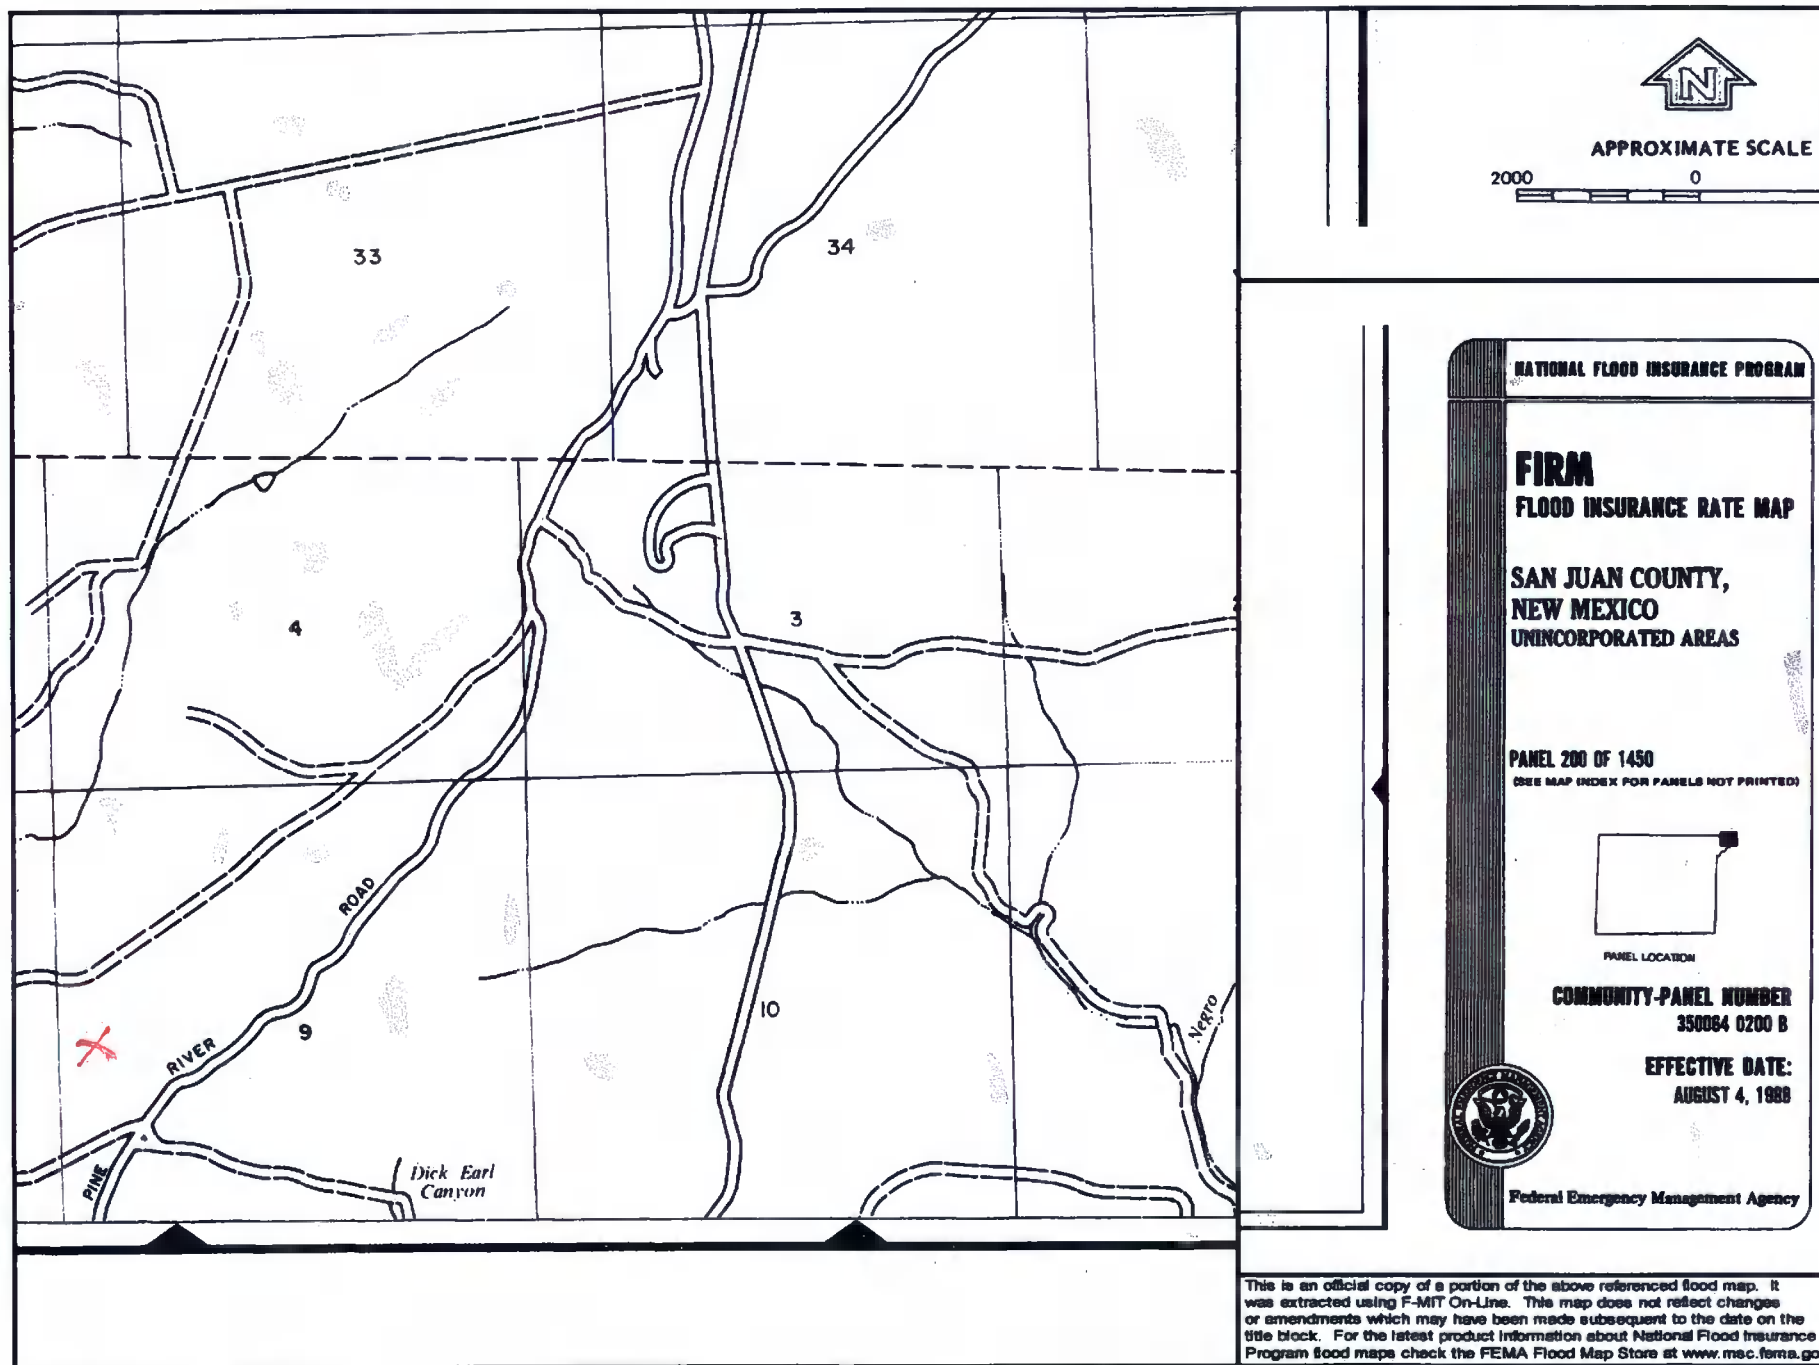 33
34
4
3
ROAD
RIVER
9
10
Negro
PINE
Dick Earl
Canyon
N
APPROXIMATE SCALE
2000 0
NATIONAL FLOOD INSURANCE PROGRAM
FIRM
FLOOD INSURANCE RATE MAP
SAN JUAN COUNTY,
NEW MEXICO
UNINCORPORATED AREAS
PANEL 200 OF 1450
(SEE MAP INDEX FOR PANELS NOT PRINTED)
PANEL LOCATION
COMMUNITY-PANEL NUMBER
350064 0200 B
EFFECTIVE DATE:
AUGUST 4, 1988
Federal Emergency Management Agency
This is an official copy of a portion of the above referenced flood map. It
was extracted using F-MIT On-Line. This map does not reflect changes
or amendments which may have been made subsequent to the date on the
title block. For the latest product information about National Flood Insurance
Program flood maps check the FEMA Flood Map Store at www.msc.fema.go